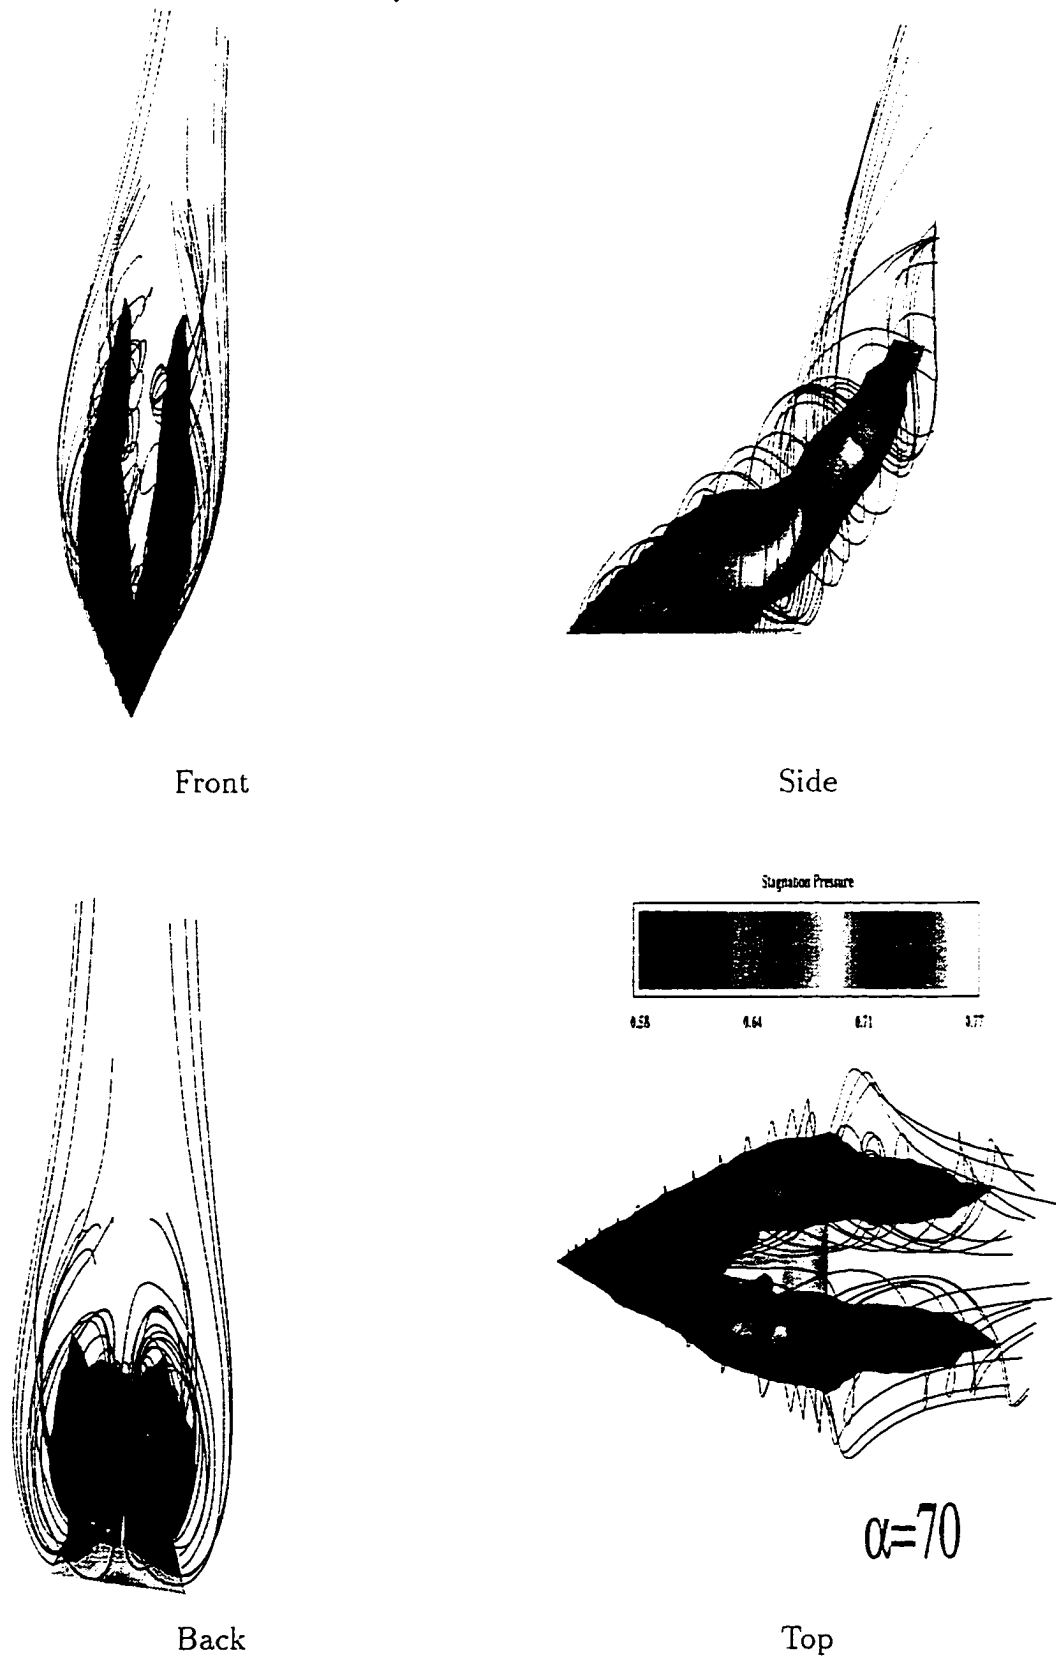 Front
Side
Stagnation Pressure
0.58
0.64
0.71
0.77
α=70
Back
Top